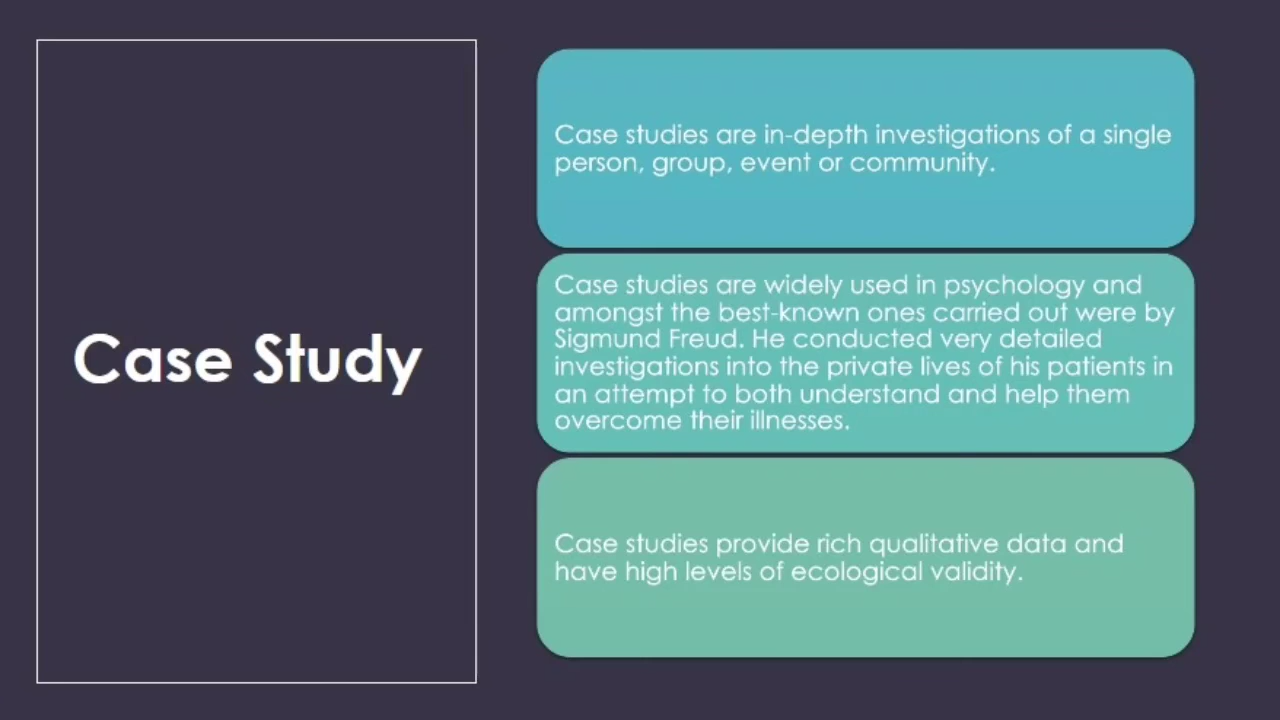 Case Study
Case studies are in-depth investigations of a single
person, group, event or community.
Case studies are widely used in psychology and
amongst the best-known ones carried out were by
Sigmund Freud. He conducted very detailed
investigations into the private lives of his patients in
an attempt to both understand and help them
overcome their illnesses.
Case studies provide rich qualitative data and
have high levels of ecological validity.